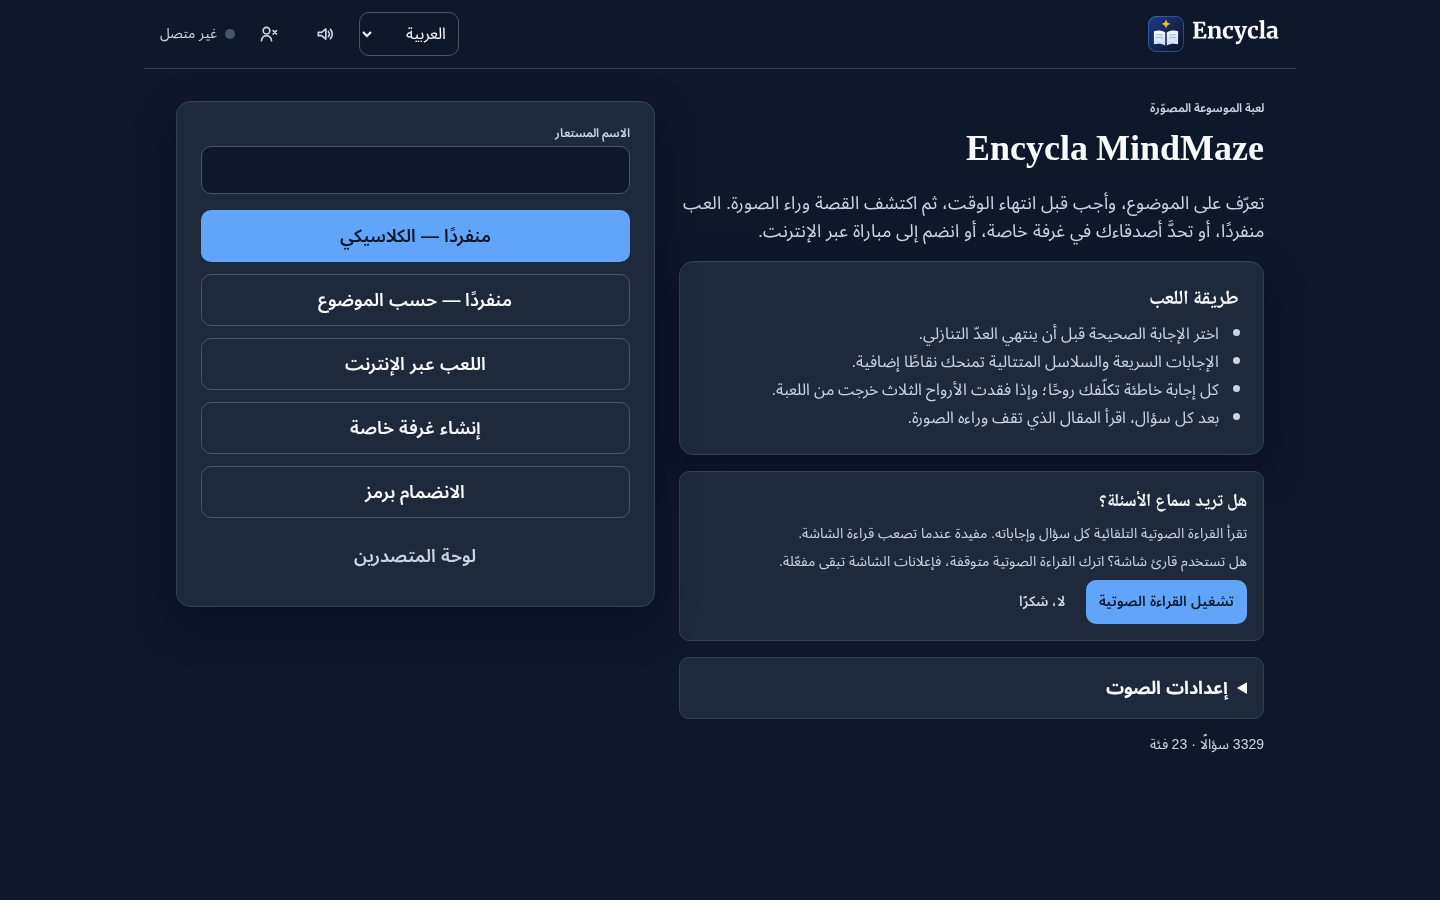 Encycla
العربية
غير متصل
لعبة الموسوعة المصوّرة
Encycla MindMaze
تعرّف على الموضوع، وأجب قبل انتهاء الوقت، ثم اكتشف القصة وراء الصورة. العب
منفردًا، أو تحدَّ أصدقاءك في غرفة خاصة، أو انضم إلى مباراة عبر الإنترنت.
طريقة اللعب
اختر الإجابة الصحيحة قبل أن ينتهي العدّ التنازلي.
الإجابات السريعة والسلاسل المتتالية تمنحك نقاطًا إضافية.
كل إجابة خاطئة تكلّفك روحًا؛ وإذا فقدت الأرواح الثلاث خرجت من اللعبة.
بعد كل سؤال، اقرأ المقال الذي تقف وراءه الصورة.
هل تريد سماع الأسئلة؟
تقرأ القراءة الصوتية التلقائية كل سؤال وإجاباته. مفيدة عندما تصعب قراءة الشاشة.
هل تستخدم قارئ شاشة؟ اترك القراءة الصوتية متوقفة، فإعلانات الشاشة تبقى مفعّلة.
تشغيل القراءة الصوتية
لا، شكرًا
إعدادات الصوت
3329 سؤالًا · 23 فئة
الاسم المستعار
منفردًا — الكلاسيكي
منفردًا — حسب الموضوع
اللعب عبر الإنترنت
إنشاء غرفة خاصة
الانضمام برمز
لوحة المتصدرين